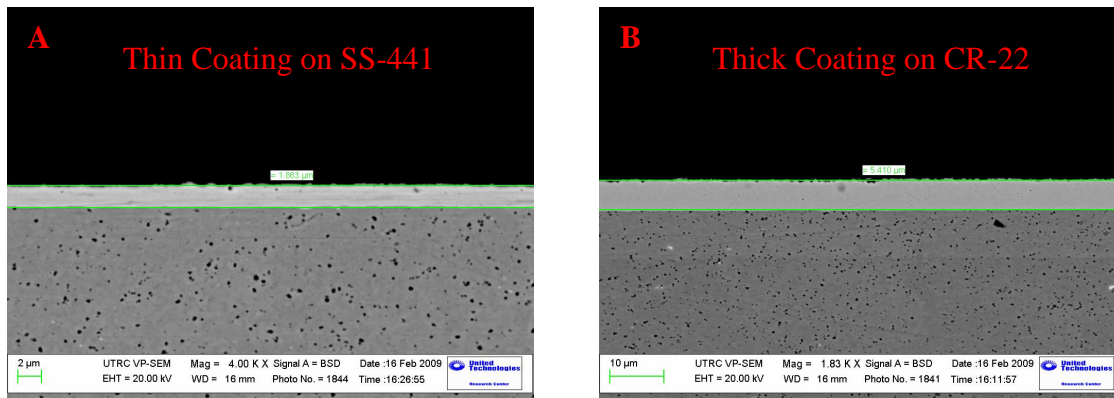 A
Thin Coating on SS-441
= 1.863 µm
2 µm
UTRC VP-SEM Mag = 4.00 K X Signal A = BSD Date :16 Feb 2009
EHT = 20.00 kV WD = 16 mm Photo No. = 1844 Time :16:26:55
United
Technologies
Research Center
B
Thick Coating on CR-22
= 5.410 µm
10 µm
UTRC VP-SEM Mag = 1.83 K X Signal A = BSD Date :16 Feb 2009
EHT = 20.00 kV WD = 16 mm Photo No. = 1841 Time :16:11:57
United
Technologies
Research Center